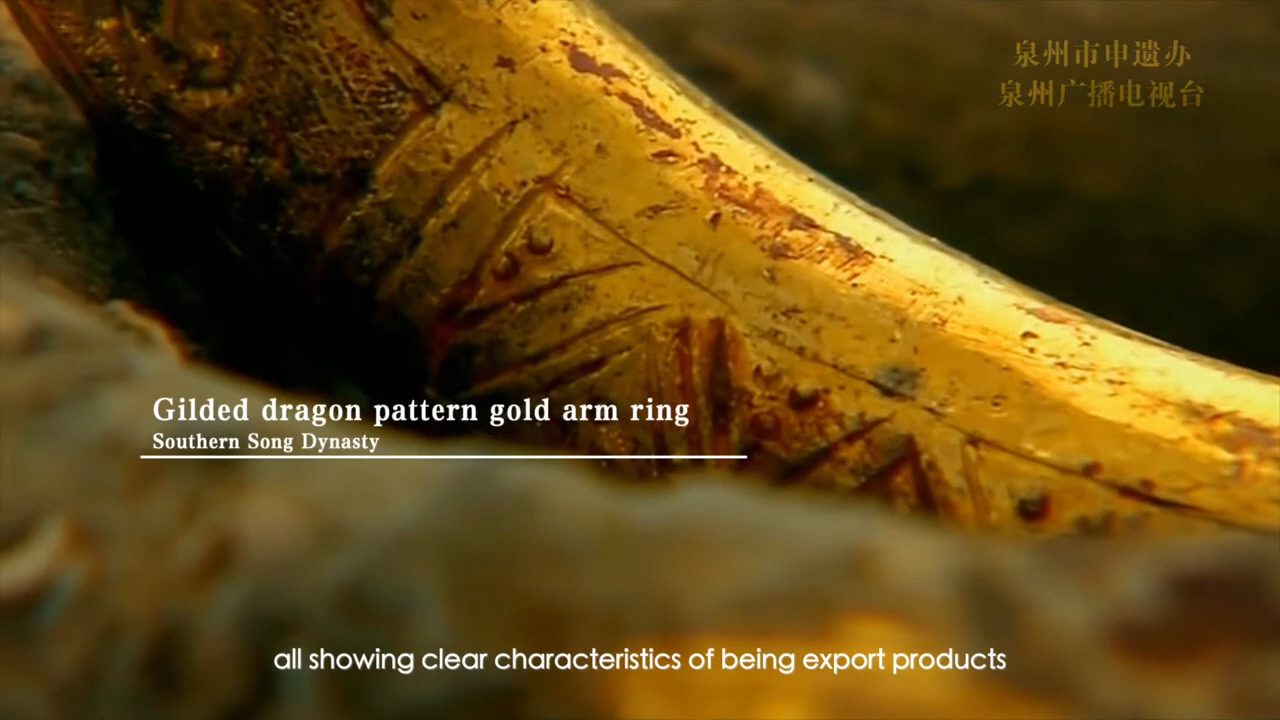 泉州市申遗办
泉州广播电视台
Gilded dragon pattern gold arm ring
Southern Song Dynasty
all showing clear characteristics of being export products